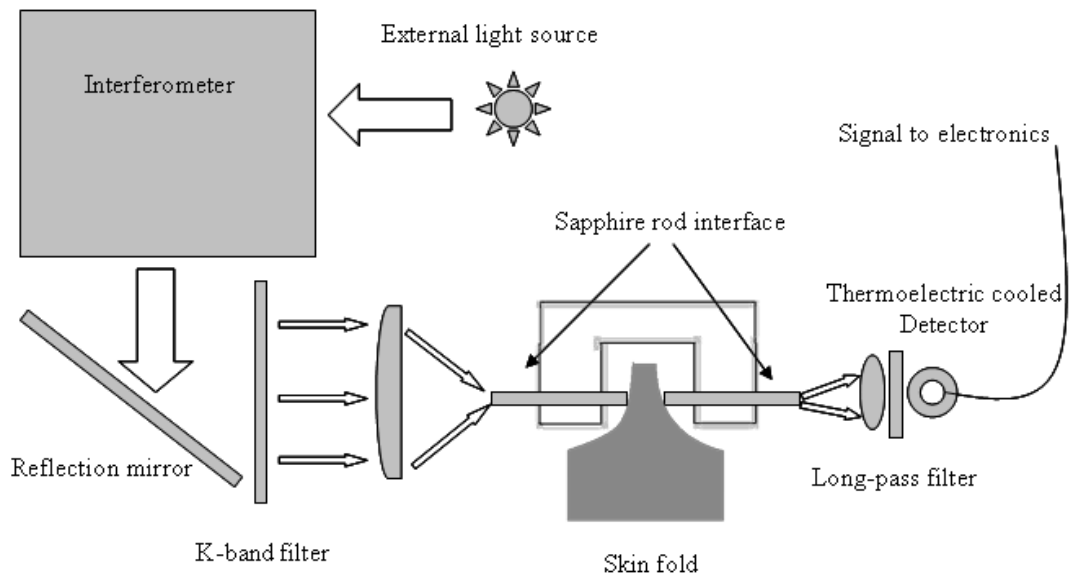 External light source
Interferometer
Signal to electronics
Sapphire rod interface
Thermoelectric cooled
Detector
Reflection mirror
Long-pass filter
K-band filter
Skin fold